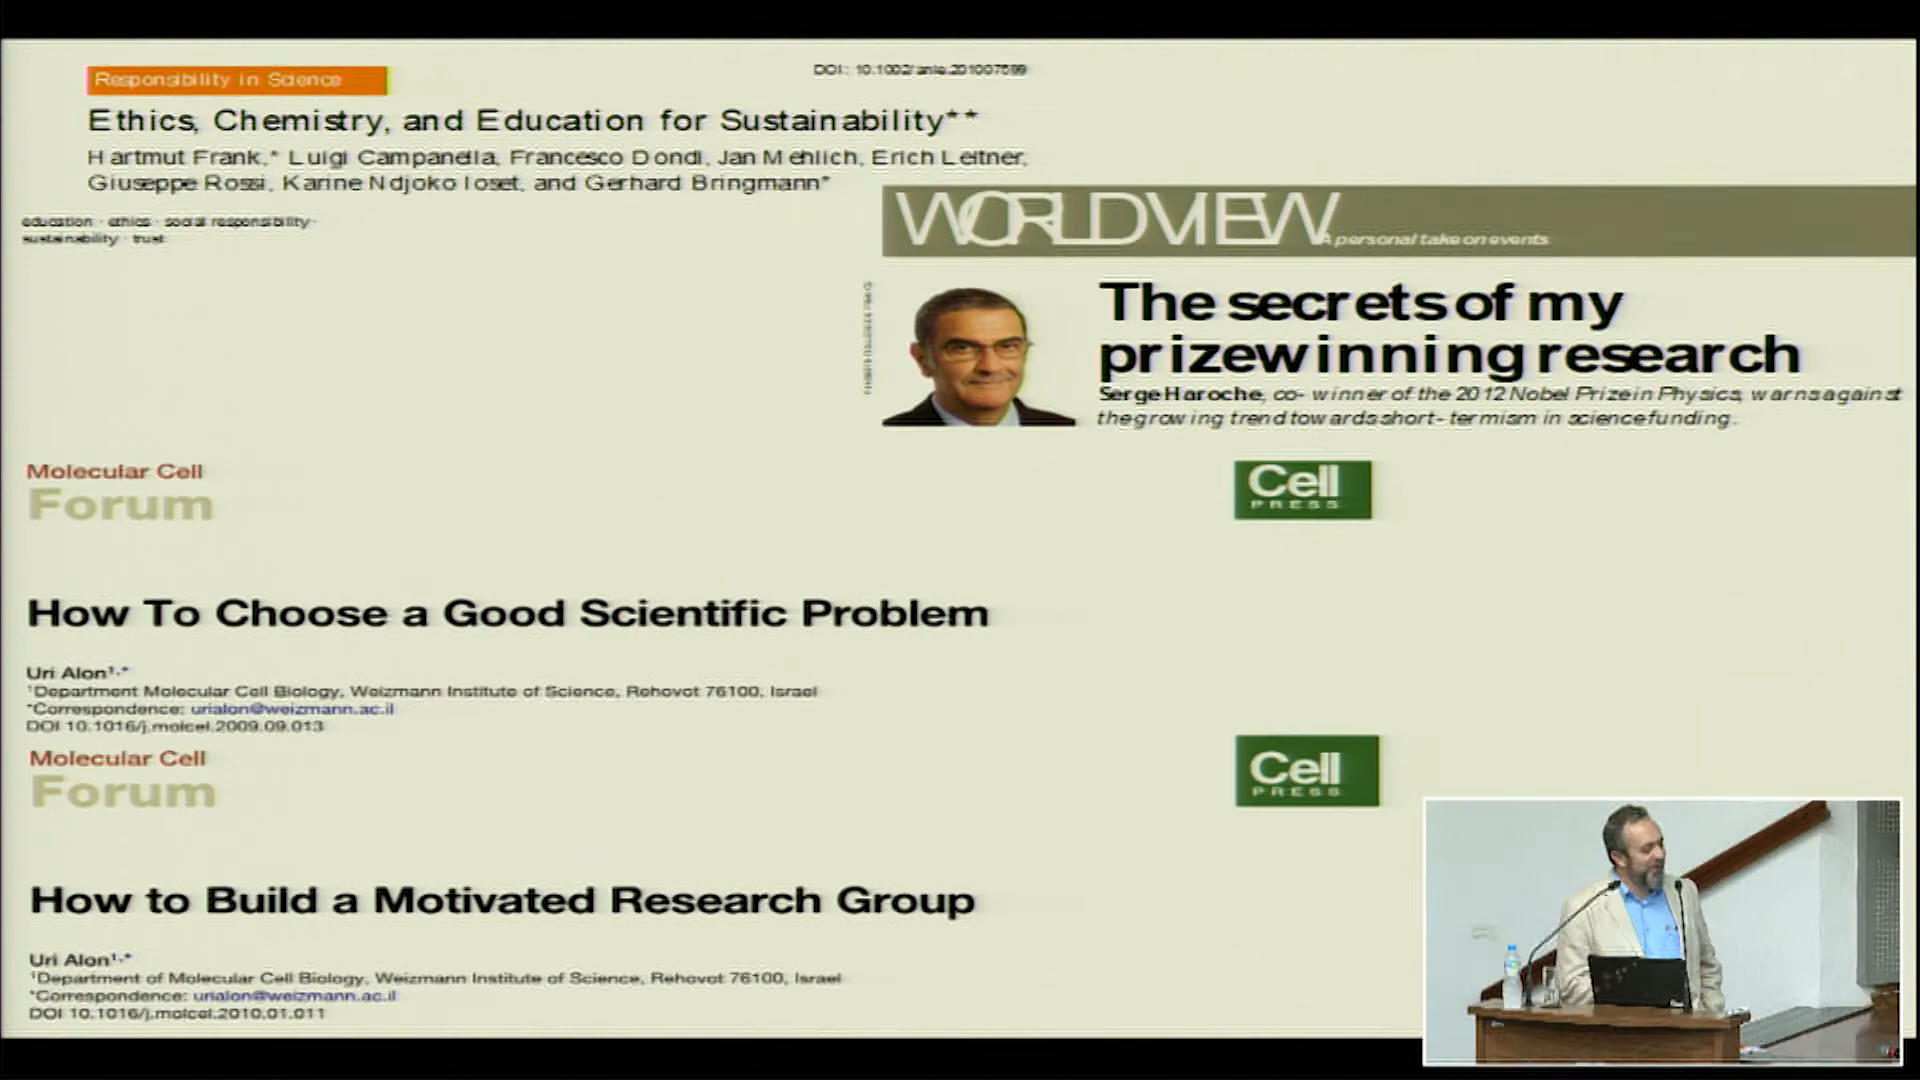 Responsibility in Science
DOI: 10.1002/anie.201007599
Ethics, Chemistry, and Education for Sustainability**
Hartmut Frank,* Luigi Campanella, Francesco Dondi, Jan Mehlich, Erich Leitner,
Giuseppe Rossi, Karine Ndjoko Ioset, and Gerhard Bringmann*
education · ethics · social responsibility ·
sustainability · trust
WORLD VIEW A personal take on events
The secrets of my
prizewinning research
Serge Haroche, co-winner of the 2012 Nobel Prize in Physics, warns against
the growing trend towards short-termism in science funding.
Molecular Cell
Forum
Cell
PRESS
How To Choose a Good Scientific Problem
Uri Alon1,*
1Department Molecular Cell Biology, Weizmann Institute of Science, Rehovot 76100, Israel
*Correspondence: urialon@weizmann.ac.il
DOI 10.1016/j.molcel.2009.09.013
Molecular Cell
Forum
Cell
PRESS
How to Build a Motivated Research Group
Uri Alon1,*
1Department of Molecular Cell Biology, Weizmann Institute of Science, Rehovot 76100, Israel
*Correspondence: urialon@weizmann.ac.il
DOI 10.1016/j.molcel.2010.01.011